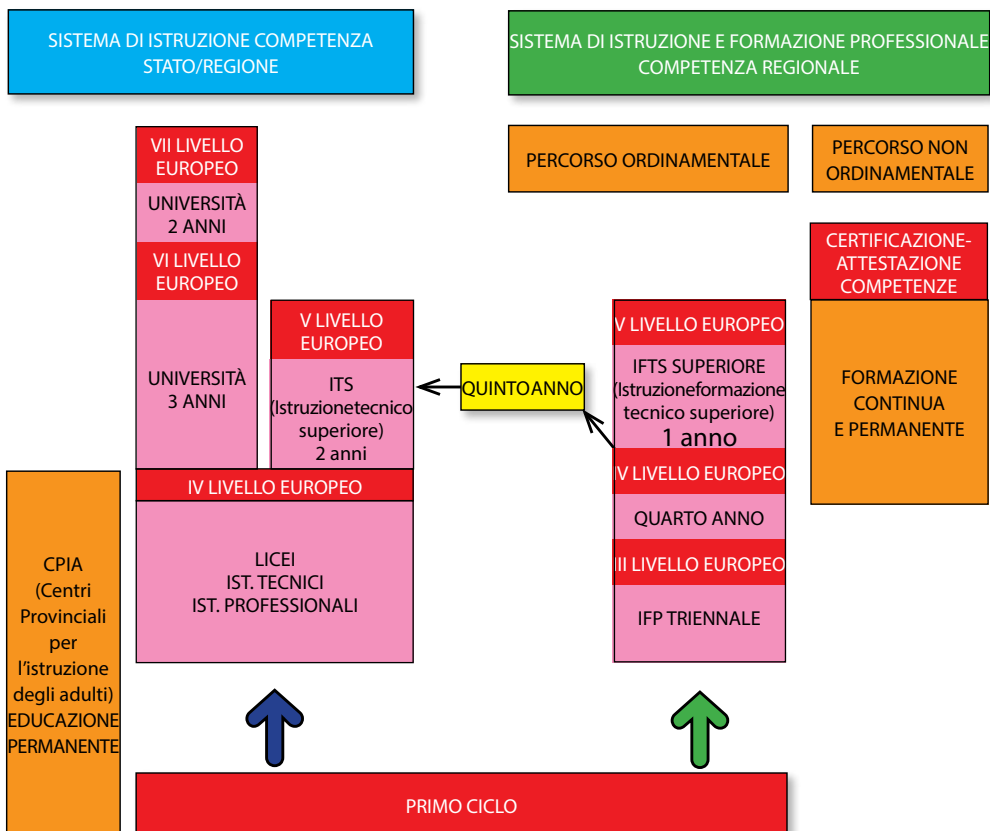 SISTEMA DI ISTRUZIONE COMPETENZA
STATO/REGIONE
SISTEMA DI ISTRUZIONE E FORMAZIONE PROFESSIONALE
COMPETENZA REGIONALE
PERCORSO ORDINAMENTALE
PERCORSO NON
ORDINAMENTALE
VII LIVELLO
EUROPEO
UNIVERSITÀ
2 ANNI
VI LIVELLO
EUROPEO
UNIVERSITÀ
3 ANNI
V LIVELLO
EUROPEO
ITS
(Istruzionetecnico
superiore)
2 anni
IV LIVELLO EUROPEO
LICEI
IST. TECNICI
IST. PROFESSIONALI
QUINTOANNO
V LIVELLO EUROPEO
IFTS SUPERIORE
(Istruzioneformazione
tecnico superiore)
1 anno
IV LIVELLO EUROPEO
QUARTO ANNO
III LIVELLO EUROPEO
IFP TRIENNALE
CERTIFICAZIONE-
ATTESTAZIONE
COMPETENZE
FORMAZIONE
CONTINUA
E PERMANENTE
CPIA
(Centri
Provinciali
per
l'istruzione
degli adulti)
EDUCAZIONE
PERMANENTE
PRIMO CICLO